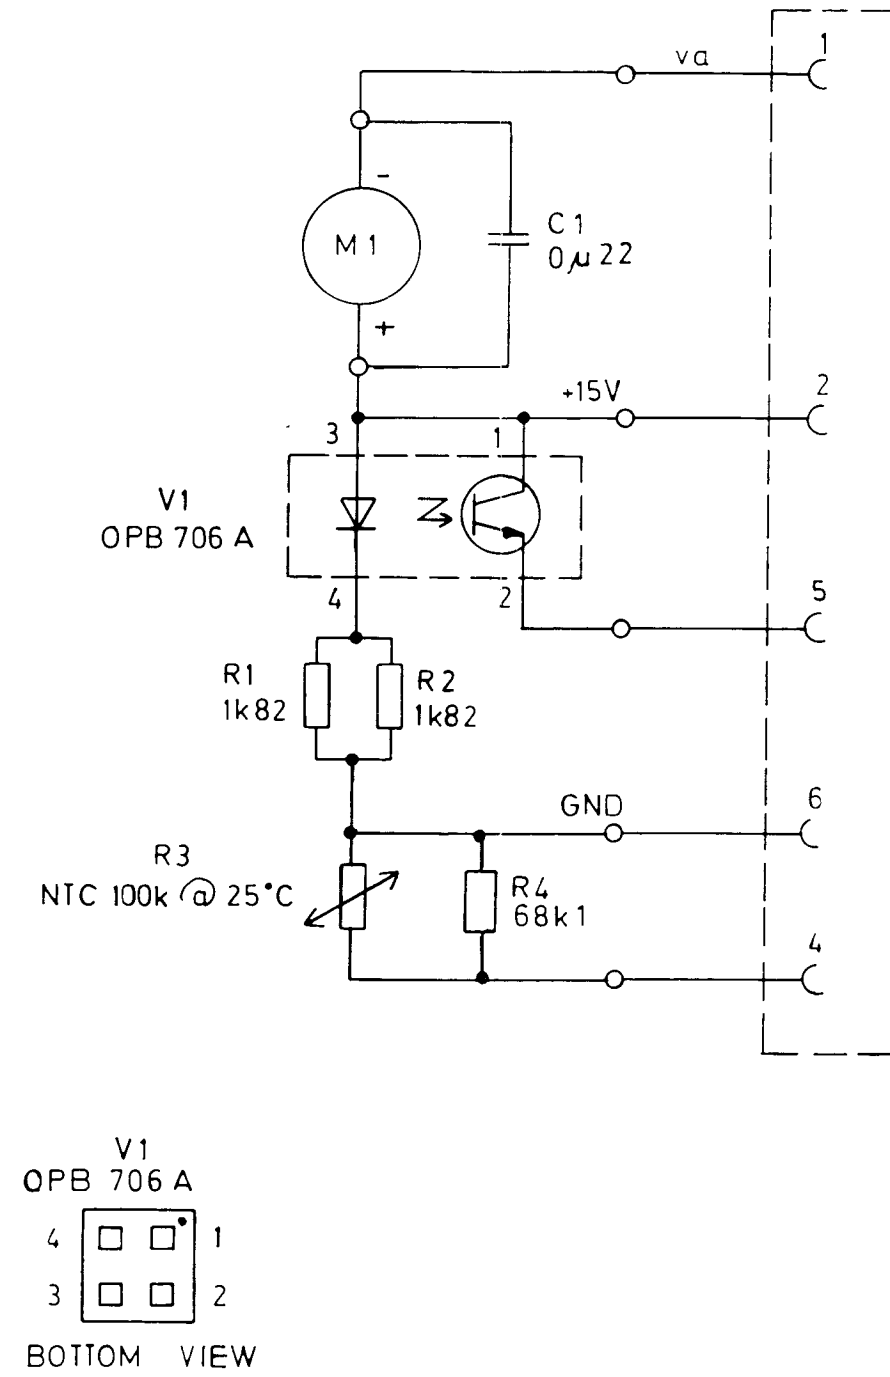 1
va
-
M1
C1
0µ22
+
+15V
2
3
1
V1
OPB 706 A
4
2
5
R1
1k82
R2
1k82
GND
6
R3
NTC 100k @ 25°C
R4
68k1
4
V1
OPB 706 A
4
1
3
2
BOTTOM VIEW